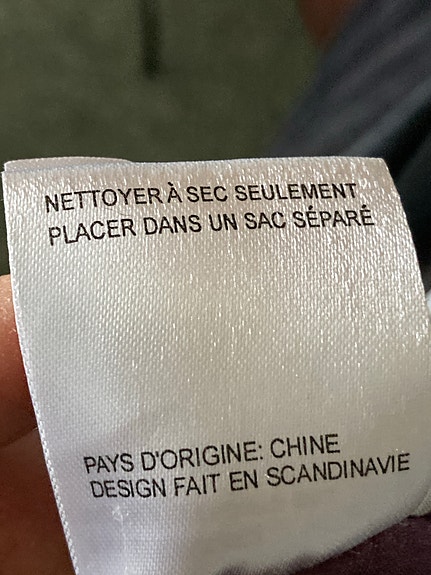 NETTOYER À SEC SEULEMENT
PLACER DANS UN SAC SÉPARÉ
PAYS D'ORIGINE: CHINE
DESIGN FAIT EN SCANDINAVIE